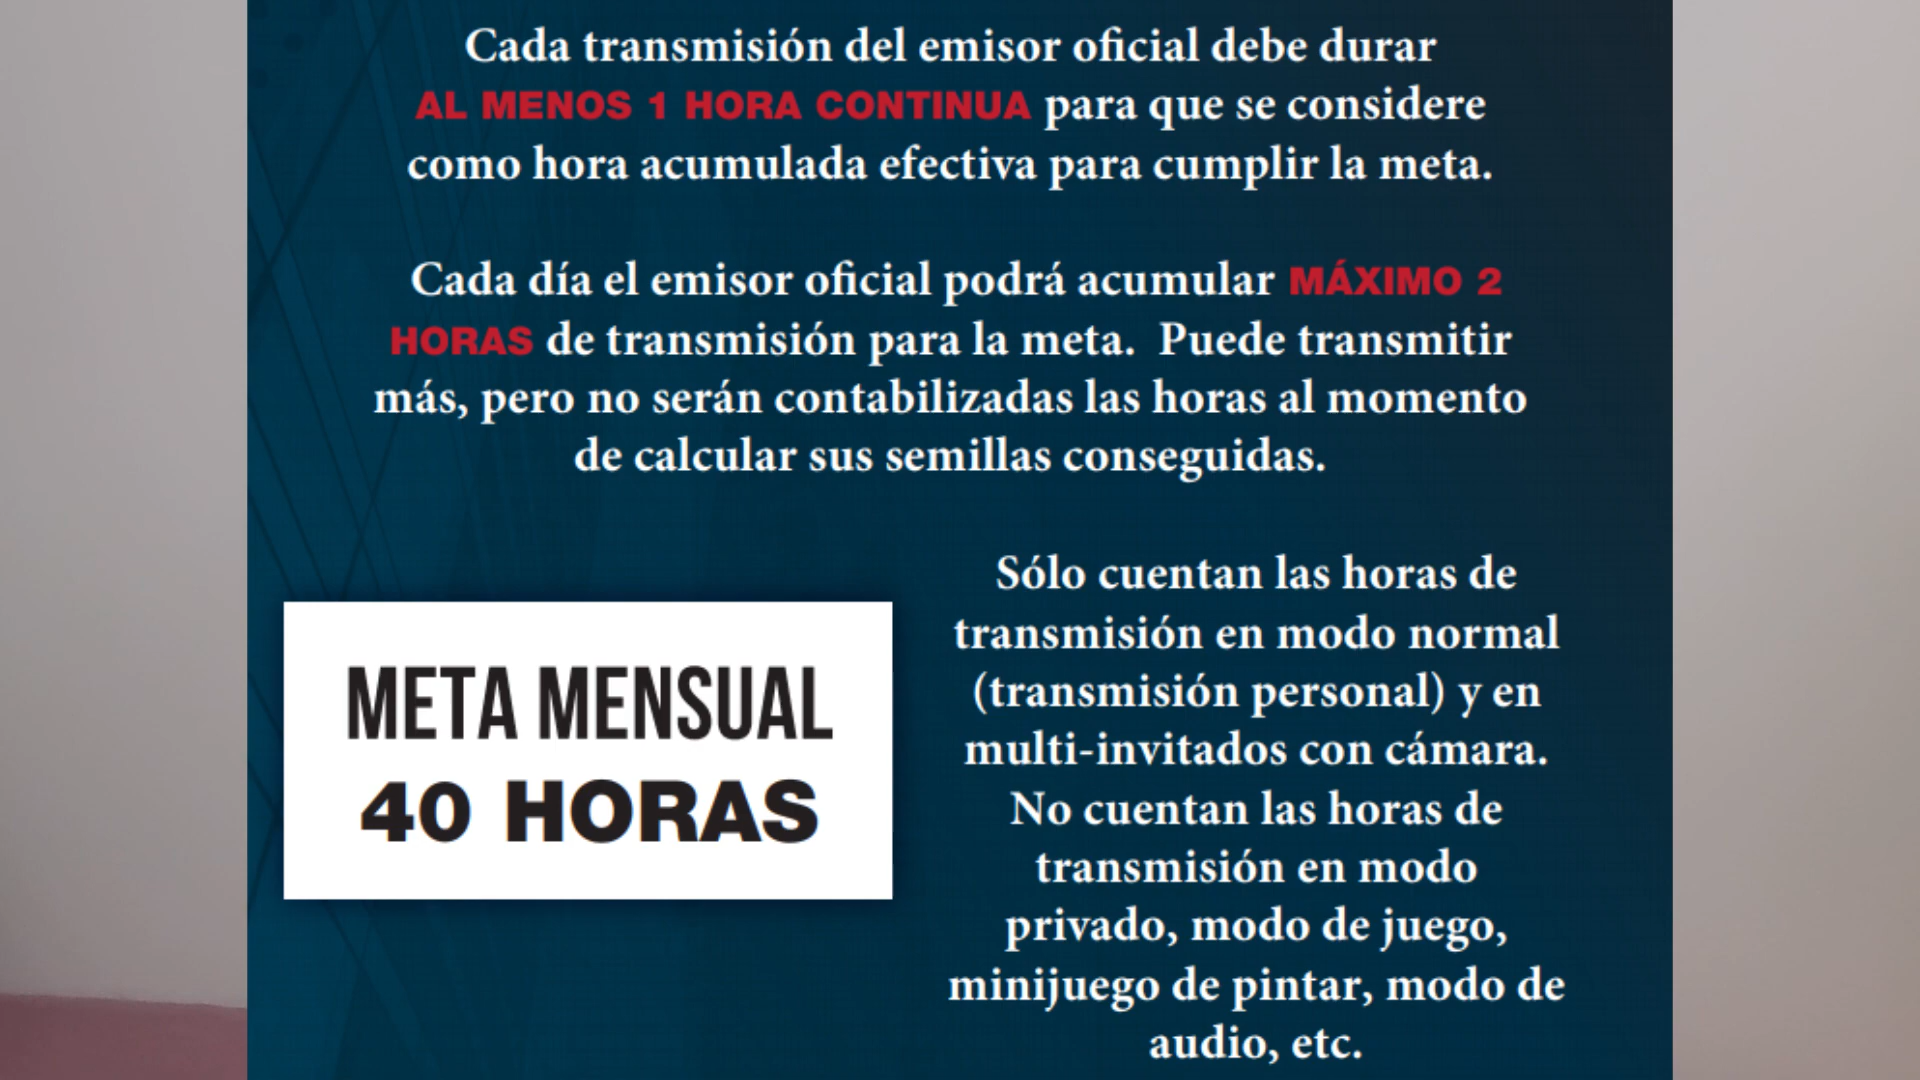 Cada transmisión del emisor oficial debe durar
AL MENOS 1 HORA CONTINUA para que se considere
como hora acumulada efectiva para cumplir la meta.
Cada día el emisor oficial podrá acumular MÁXIMO 2
HORAS de transmisión para la meta. Puede transmitir
más, pero no serán contabilizadas las horas al momento
de calcular sus semillas conseguidas.
META MENSUAL
40 HORAS
Sólo cuentan las horas de
transmisión en modo normal
(transmisión personal) y en
multi-invitados con cámara.
No cuentan las horas de
transmisión en modo
privado, modo de juego,
minijuego de pintar, modo de
audio, etc.